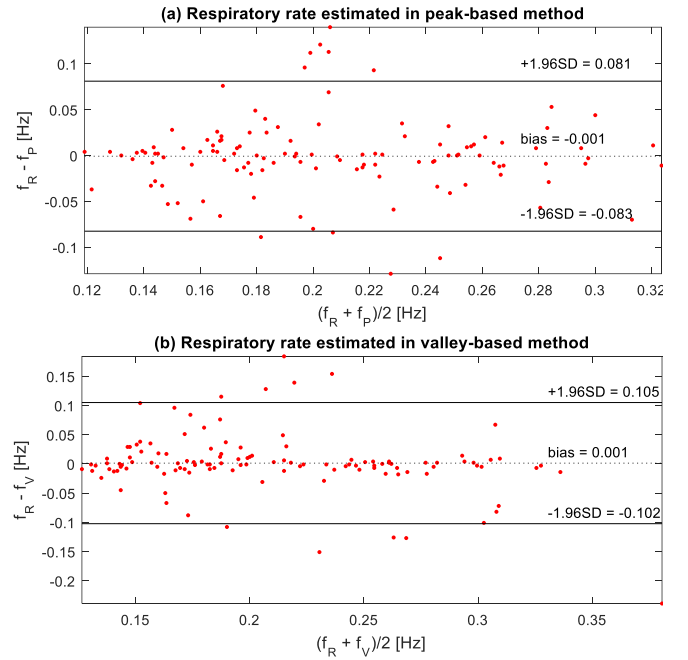 (a) Respiratory rate estimated in peak-based method
0.1
0.05
0
-0.05
-0.1
f_R - f_P [Hz]
+1.96SD = 0.081
bias = -0.001
-1.96SD = -0.083
0.12 0.14 0.16 0.18 0.2 0.22 0.24 0.26 0.28 0.3 0.32
(f_R + f_P)/2 [Hz]
(b) Respiratory rate estimated in valley-based method
0.15
0.1
0.05
0
-0.05
-0.1
-0.15
-0.2
f_R - f_V [Hz]
+1.96SD = 0.105
bias = 0.001
-1.96SD = -0.102
0.15 0.2 0.25 0.3 0.35
(f_R + f_V)/2 [Hz]